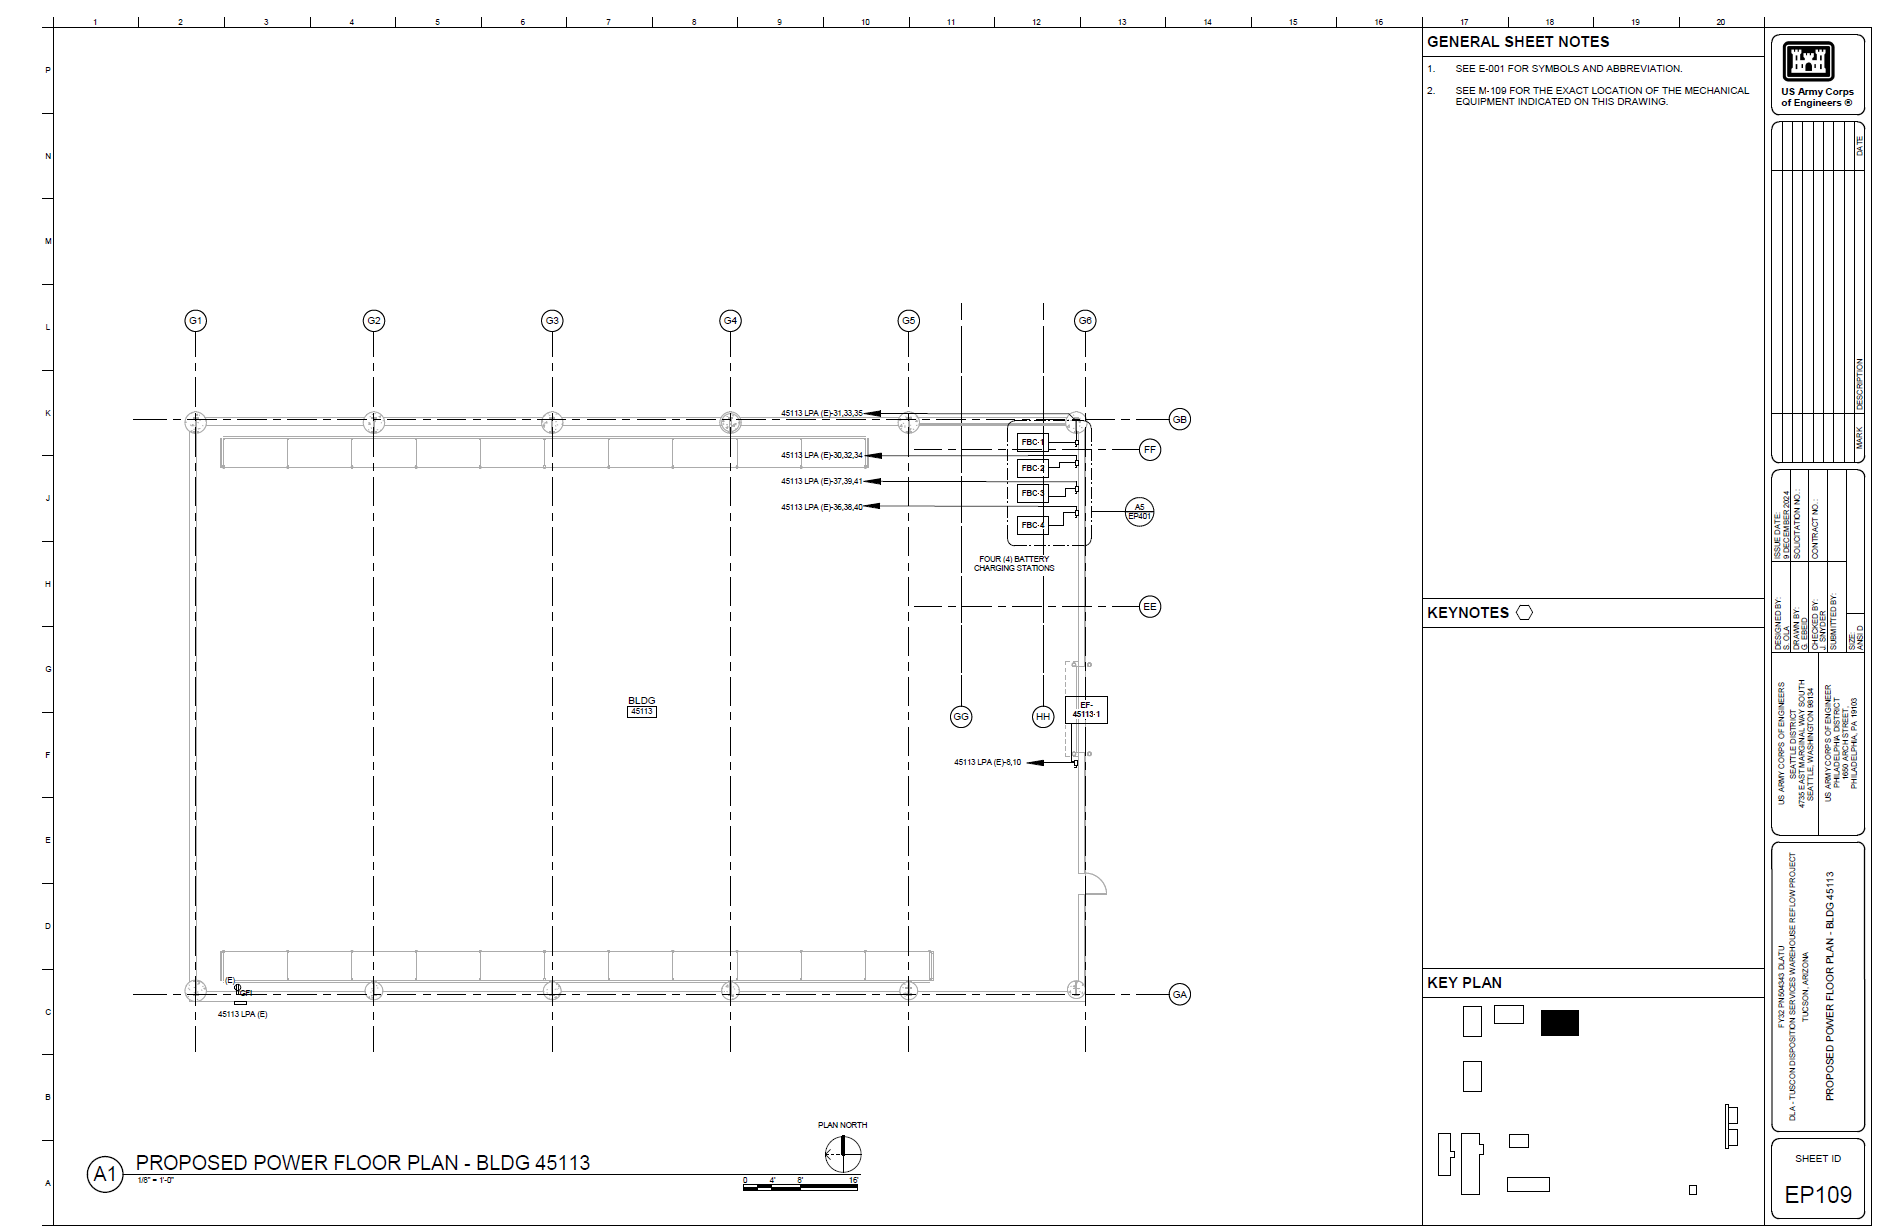 1 2 3 4 5 6 7 8 9 10 11 12 13 14 15 16 17 18 19 20
P
N
M
L
K
J
H
G
F
E
D
C
B
A
G1 G2 G3 G4 G5 G6
GB
FF
EE
GA
GG HH
45113 LPA (E)-31,33,35
45113 LPA (E)-30,32,34
45113 LPA (E)-37,39,41
45113 LPA (E)-36,38,40
FBC-1
FBC-2
FBC-3
FBC-4
A5
EP401
FOUR (4) BATTERY
CHARGING STATIONS
BLDG
45113
EF-
45113-1
45113 LPA (E)-8,10
(E)
GFI
45113 LPA (E)
PLAN NORTH
A1
PROPOSED POWER FLOOR PLAN - BLDG 45113
1/8" = 1'-0"
0 4' 8' 16'
GENERAL SHEET NOTES
1. SEE E-001 FOR SYMBOLS AND ABBREVIATION.
2. SEE M-109 FOR THE EXACT LOCATION OF THE MECHANICAL
EQUIPMENT INDICATED ON THIS DRAWING.
KEYNOTES
KEY PLAN
US Army Corps
of Engineers ®
DATE
DESCRIPTION
MARK
ISSUE DATE:
9 DECEMBER 2024
SOLICITATION NO.:
CONTRACT NO.:
DESIGNED BY:
S. OLA
DRAWN BY:
G. EBEID
CHECKED BY:
J. SNYDER
SUBMITTED BY:
SIZE:
ANSI D
US ARMY CORPS OF ENGINEERS
SEATTLE DISTRICT
4735 EAST MARGINAL WAY SOUTH
SEATTLE, WASHINGTON 98134
US ARMY CORPS OF ENGINEER
PHILADELPHIA DISTRICT
1650 ARCH STREET,
PHILADELPHIA, PA 19103
FY32 PN504343 DLATU
DLA - TUSCON DISPOSITION SERVICES WAREHOUSE REFLOW PROJECT
TUCSON, ARIZONA
PROPOSED POWER FLOOR PLAN - BLDG 45113
SHEET ID
EP109